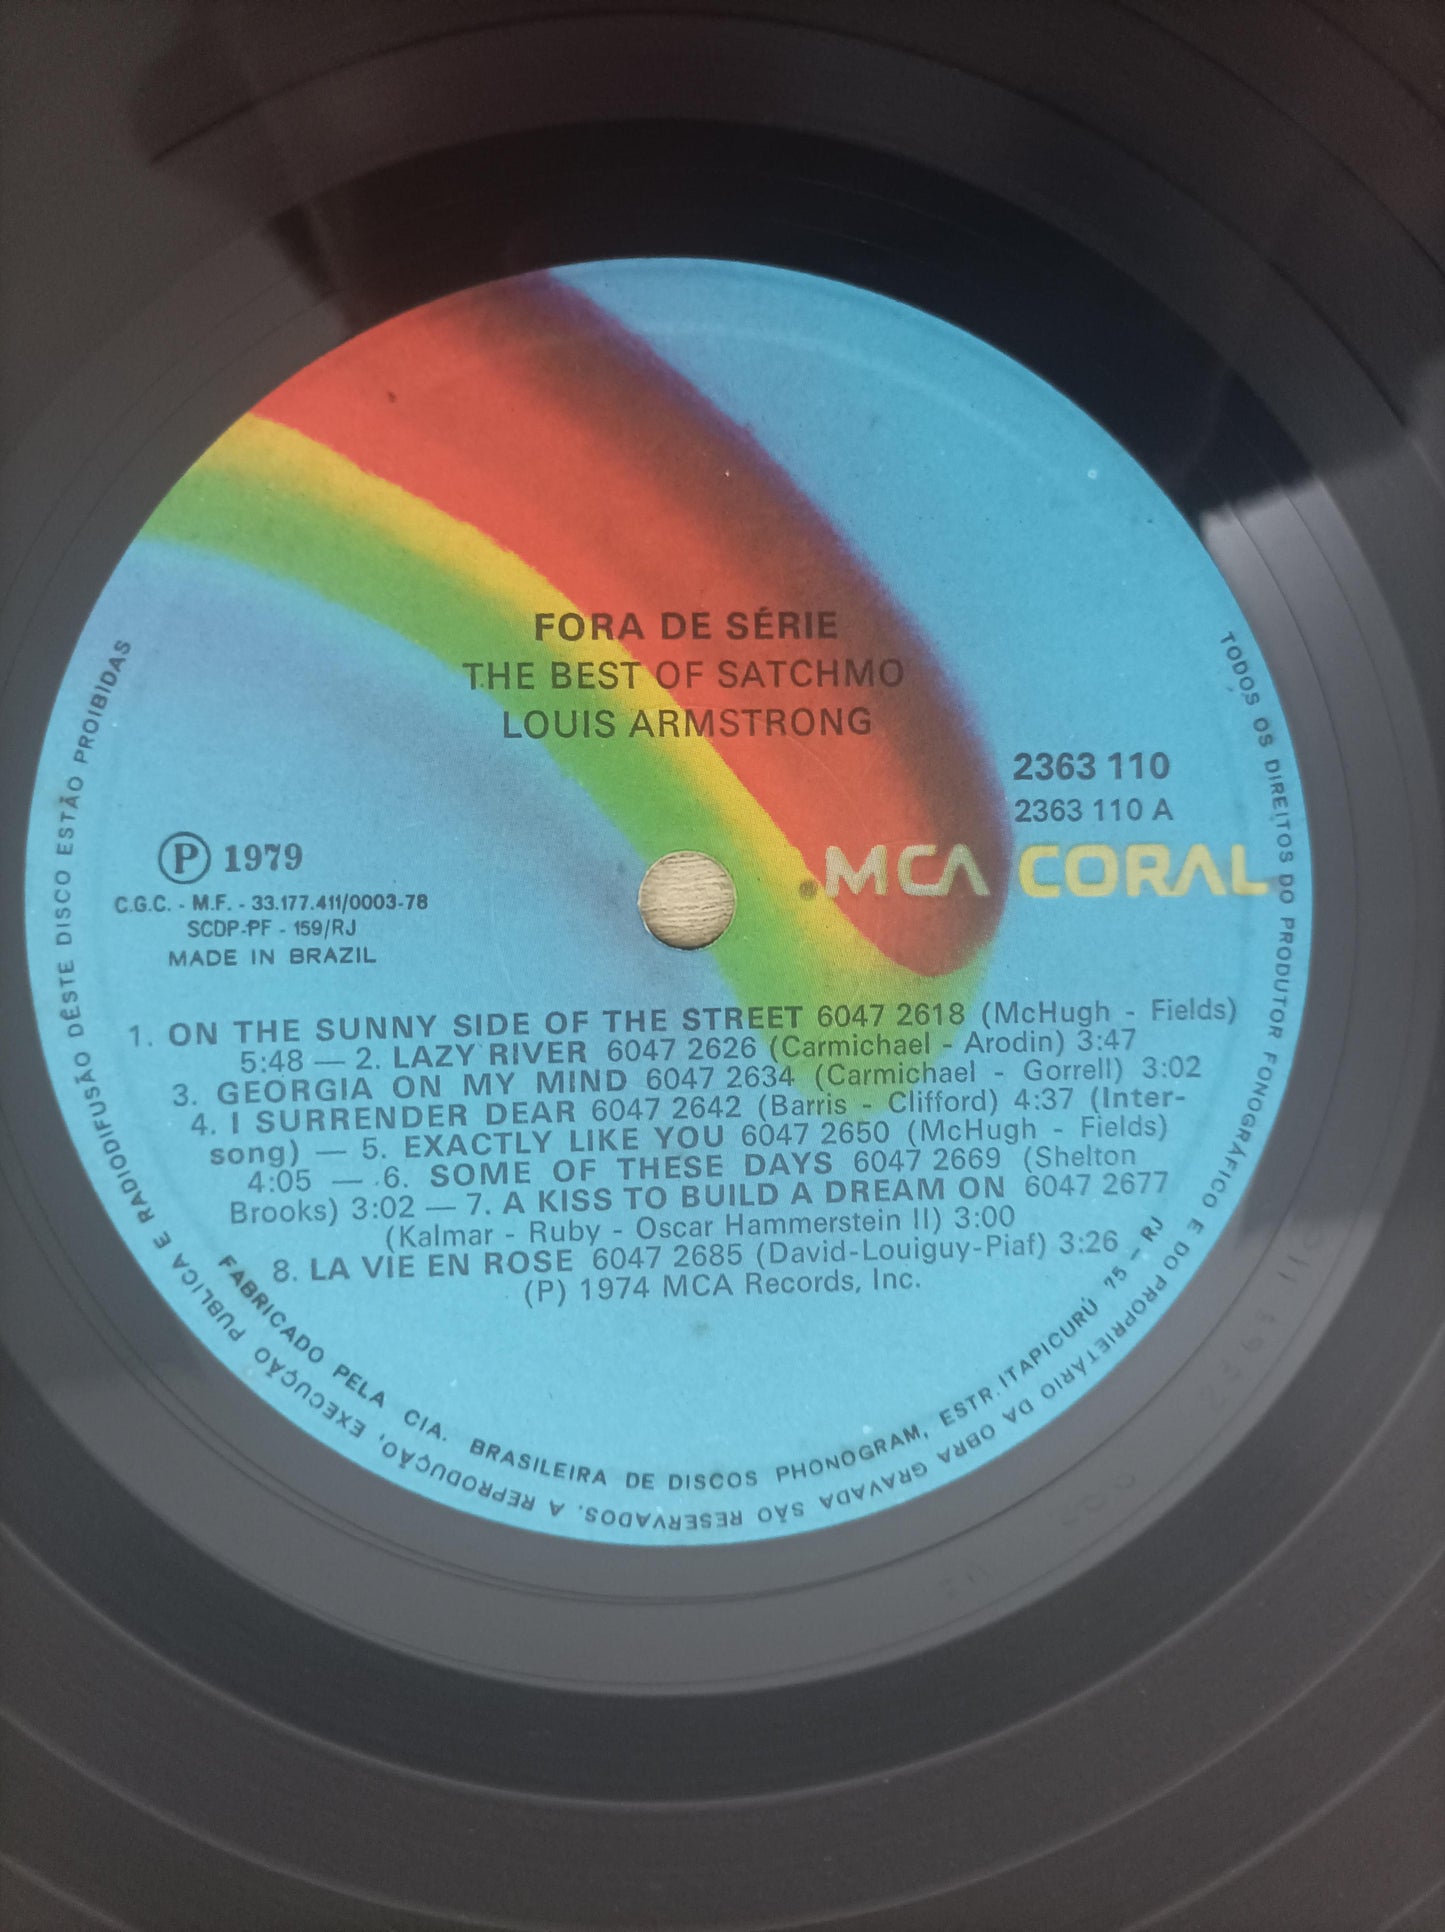 FORA DE SÉRIE
THE BEST OF SATCHMO
LOUIS ARMSTRONG
2363 110
2363 110 A
MCA CORAL
P 1979
C.G.C. - M.F. - 33.177.411/0003-78
SCDP-PF - 159/RJ
MADE IN BRAZIL
1. ON THE SUNNY SIDE OF THE STREET 6047 2618 (McHugh - Fields)
5:48 — 2. LAZY RIVER 6047 2626 (Carmichael - Arodin) 3:47
3. GEORGIA ON MY MIND 6047 2634 (Carmichael - Gorrell) 3:02
4. I SURRENDER DEAR 6047 2642 (Barris - Clifford) 4:37 (Inter-
song) — 5. EXACTLY LIKE YOU 6047 2650 (McHugh - Fields)
4:05 — 6. SOME OF THESE DAYS 6047 2669 (Shelton
Brooks) 3:02 — 7. A KISS TO BUILD A DREAM ON 6047 2677
(Kalmar - Ruby - Oscar Hammerstein II) 3:00
8. LA VIE EN ROSE 6047 2685 (David-Louiguy-Piaf) 3:26
(P) 1974 MCA Records, Inc.
FABRICADO PELA CIA. BRASILEIRA DE DISCOS PHONOGRAM, ESTR. ITAPICURÚ 75 - RJ
TODOS OS DIREITOS DO PRODUTOR FONOGRÁFICO E DO PROPRIETÁRIO DA OBRA GRAVADA SÃO RESERVADOS. A REPRODUÇÃO, EXECUÇÃO PUBLICA E RADIODIFUSÃO DÊSTE DISCO ESTÃO PROIBIDAS